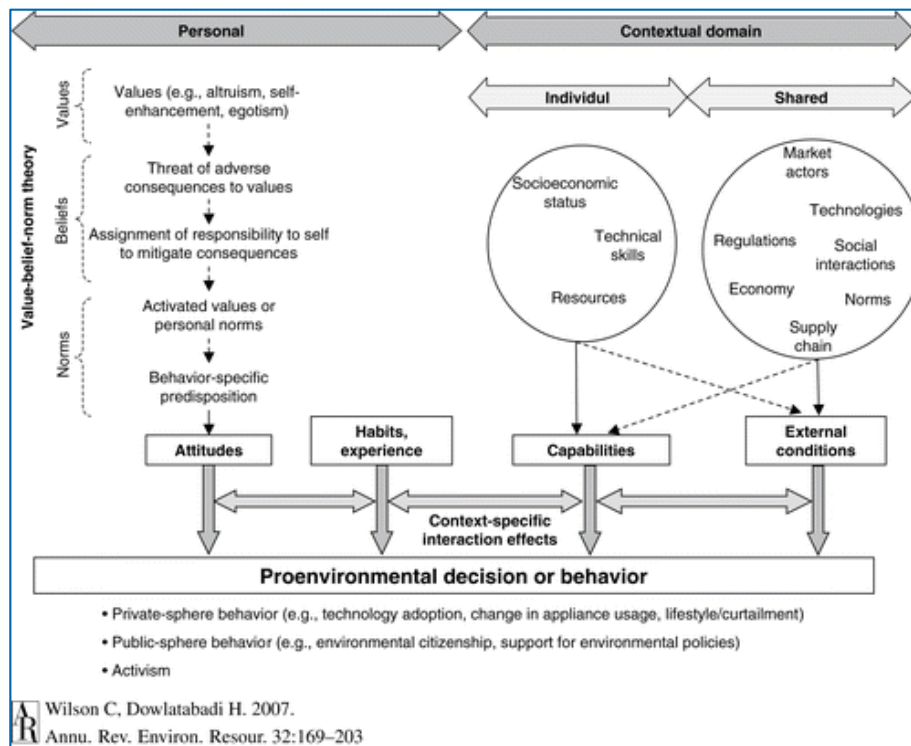 Personal
Contextual domain
Individul
Shared
Value-belief-norm theory
Values
Values (e.g., altruism, self-
enhancement, egotism)
Beliefs
Threat of adverse
consequences to values
Assignment of responsibility to self
to mitigate consequences
Norms
Activated values or
personal norms
Behavior-specific
predisposition
Socioeconomic
status
Technical
skills
Resources
Market
actors
Technologies
Regulations
Social
interactions
Economy
Norms
Supply
chain
Attitudes
Habits,
experience
Capabilities
External
conditions
Context-specific
interaction effects
Proenvironmental decision or behavior
• Private-sphere behavior (e.g., technology adoption, change in appliance usage, lifestyle/curtailment)
• Public-sphere behavior (e.g., environmental citizenship, support for environmental policies)
• Activism
AR
Wilson C, Dowlatabadi H. 2007.
Annu. Rev. Environ. Resour. 32:169–203